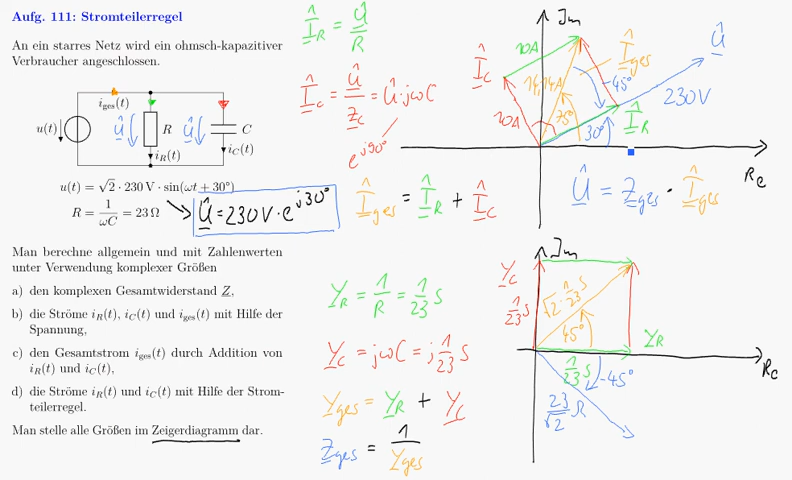 Aufg. 111: Stromteilerregel
An ein starres Netz wird ein ohmsch-kapazitiver
Verbraucher angeschlossen.
i_ges(t)
u(t) Û R Û C
i_R(t) i_C(t)
u(t) = √2 · 230 V · sin(ωt + 30°)
R = 1/(ωC) = 23 Ω
Û = 230V · e^(j30°)
Man berechne allgemein und mit Zahlenwerten
unter Verwendung komplexer Größen
a) den komplexen Gesamtwiderstand Z,
b) die Ströme i_R(t), i_C(t) und i_ges(t) mit Hilfe der
Spannung,
c) den Gesamtstrom i_ges(t) durch Addition von
i_R(t) und i_C(t),
d) die Ströme i_R(t) und i_C(t) mit Hilfe der Strom-
teilerregel.
Man stelle alle Größen im Zeigerdiagramm dar.
Î_R = Û/R
Î_C = Û/Z_C = Û · jωC
e^(j90°)
Î_ges = Î_R + Î_C
Û = Z_ges · Î_ges
Y_R = 1/R = 1/23 S
Y_C = jωC = j 1/23 S
Y_ges = Y_R + Y_C
Z_ges = 1/Y_ges
Jm
Î_C
10A
Î_ges
Û
-45°
14,14A
230V
10A
75°
30°
Î_R
Re
Jm
Y_C
1/23 S
√2 · 1/23 S
45°
Y_R
Re
1/23 S
-45°
23/√2 Ω